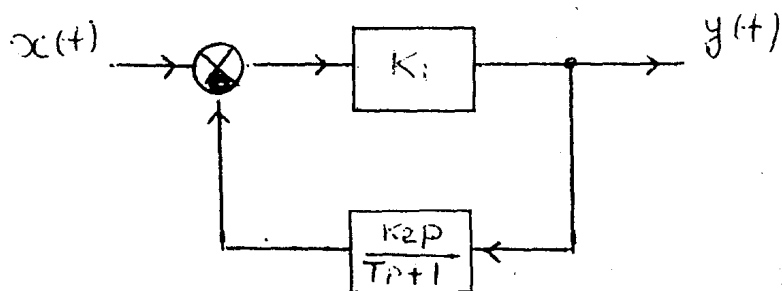 x(t)
y(t)
K₁
K₂p
Tp+1